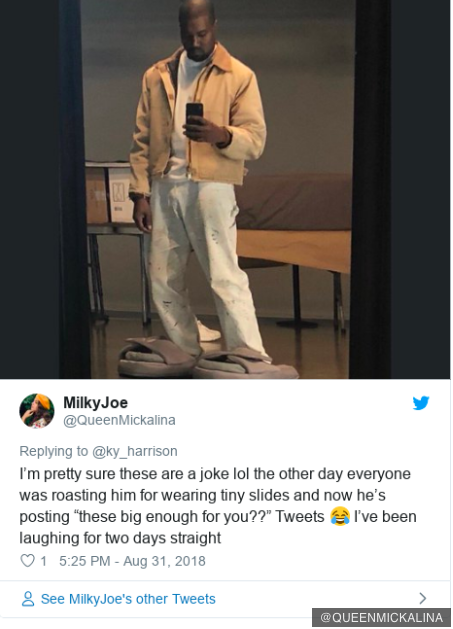 MilkyJoe
@QueenMickalina
Replying to @ky_harrison
I'm pretty sure these are a joke lol the other day everyone
was roasting him for wearing tiny slides and now he's
posting “these big enough for you??” Tweets 😂 I've been
laughing for two days straight
1 5:25 PM - Aug 31, 2018
See MilkyJoe's other Tweets
@QUEENMICKALINA